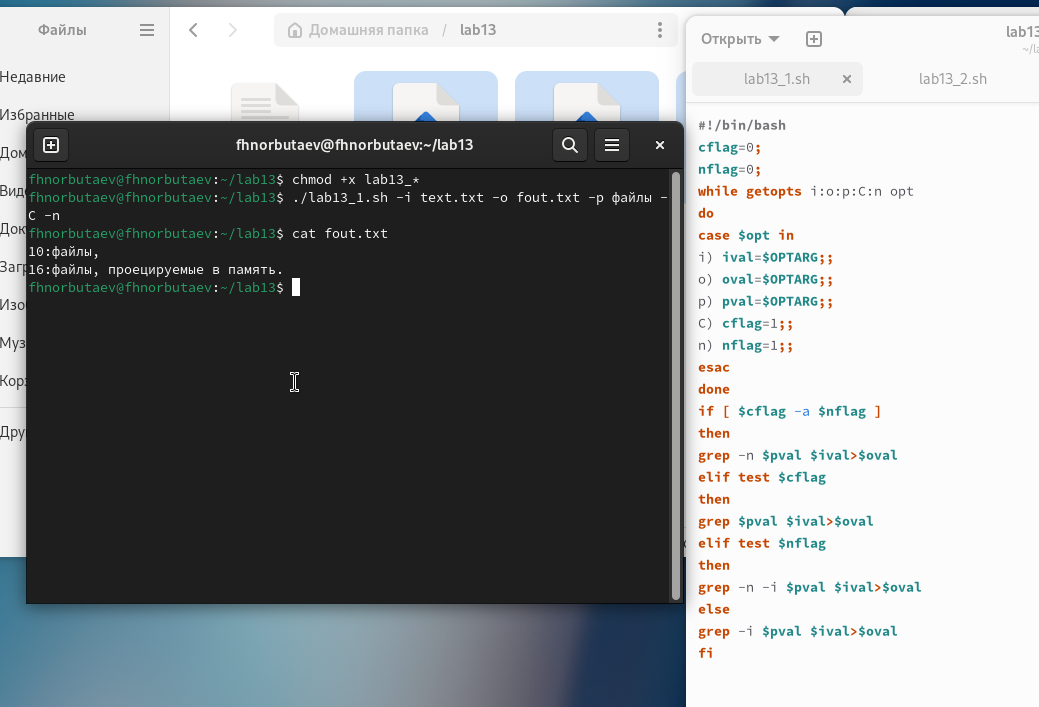 Файлы
Домашняя папка / lab13
Недавние
Избранные
Дом
Вид
Док
Загр
Изо
Муз
Корз
Дру
fhnorbutaev@fhnorbutaev:~/lab13
fhnorbutaev@fhnorbutaev:~/lab13$ chmod +x lab13_*
fhnorbutaev@fhnorbutaev:~/lab13$ ./lab13_1.sh -i text.txt -o fout.txt -p файлы -
C -n
fhnorbutaev@fhnorbutaev:~/lab13$ cat fout.txt
10:файлы,
16:файлы, проецируемые в память.
fhnorbutaev@fhnorbutaev:~/lab13$
Открыть
lab13
~/la
lab13_1.sh
lab13_2.sh
#!/bin/bash
cflag=0;
nflag=0;
while getopts i:o:p:C:n opt
do
case $opt in
i) ival=$OPTARG;;
o) oval=$OPTARG;;
p) pval=$OPTARG;;
C) cflag=1;;
n) nflag=1;;
esac
done
if [ $cflag -a $nflag ]
then
grep -n $pval $ival>$oval
elif test $cflag
then
grep $pval $ival>$oval
elif test $nflag
then
grep -n -i $pval $ival>$oval
else
grep -i $pval $ival>$oval
fi